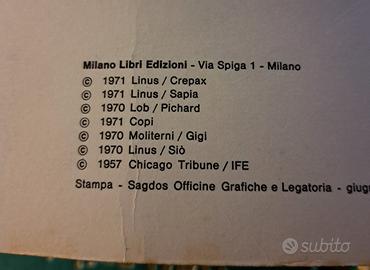 Milano Libri Edizioni - Via Spiga 1 - Milano
© 1971 Linus / Crepax
© 1971 Linus / Sapia
© 1970 Lob / Pichard
© 1971 Copi
© 1970 Moliterni / Gigi
© 1970 Linus / Siò
© 1957 Chicago Tribune / IFE
Stampa - Sagdos Officine Grafiche e Legatoria - giug
subito